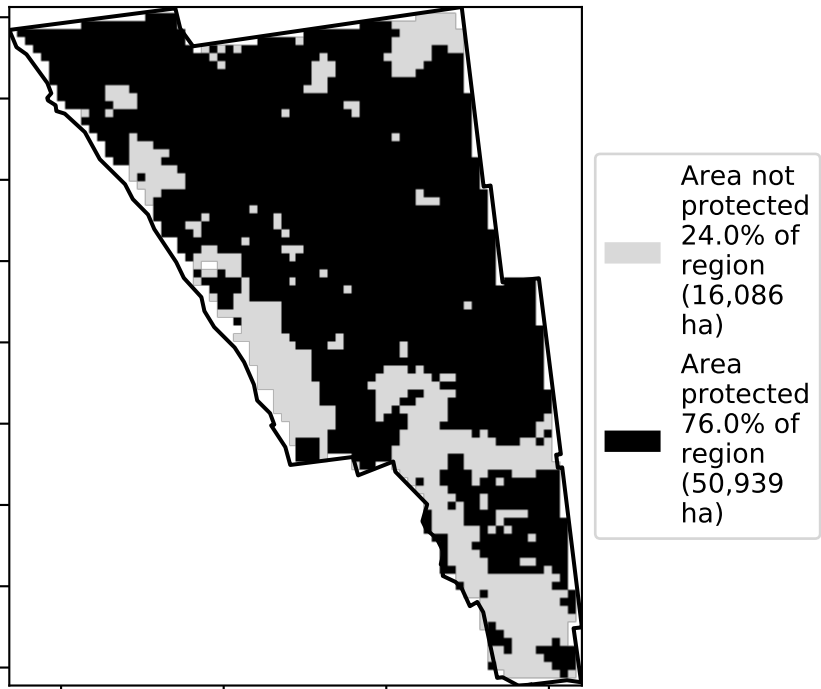 Area not
protected
24.0% of
region
(16,086
ha)
Area
protected
76.0% of
region
(50,939
ha)